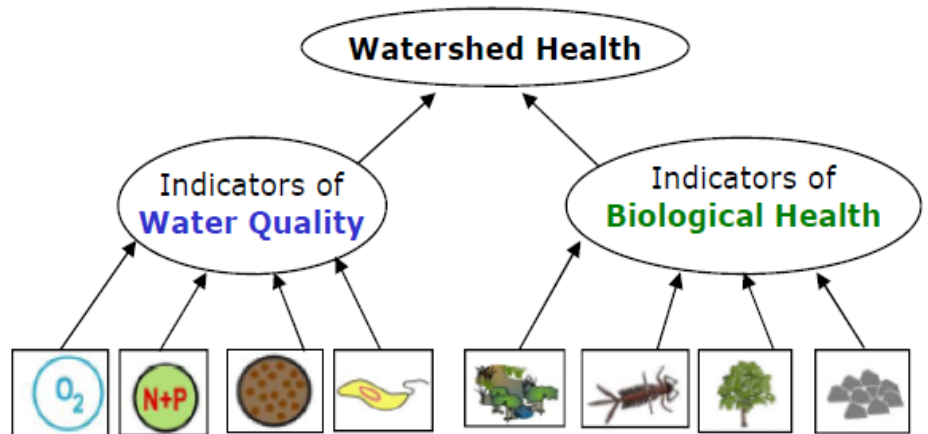 Watershed Health
Indicators of
Water Quality
Indicators of
Biological Health
O₂
N+P